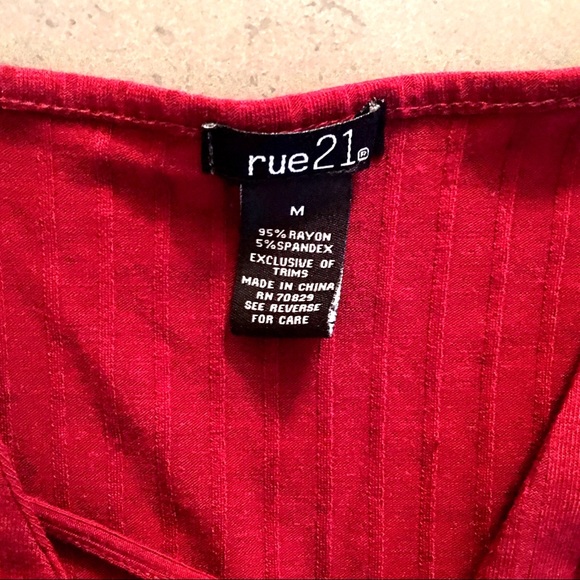 rue21®
M
95% RAYON
5% SPANDEX
EXCLUSIVE OF
TRIMS
MADE IN CHINA
RN 70829
SEE REVERSE
FOR CARE